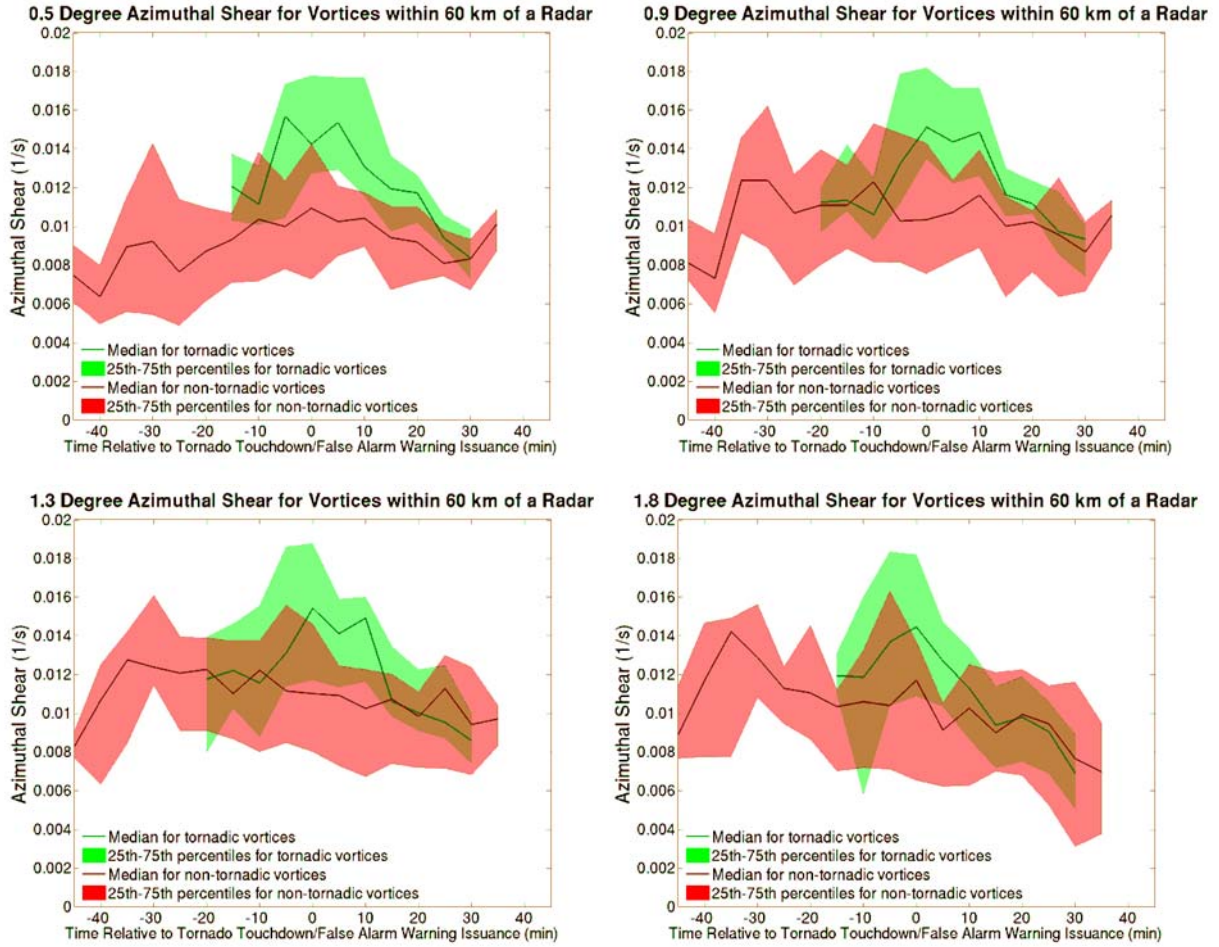 0.5 Degree Azimuthal Shear for Vortices within 60 km of a Radar
0.02
0.018
0.016
0.014
0.012
0.01
0.008
0.006
0.004
0.002
0
Azimuthal Shear (1/s)
Median for tornadic vortices
25th-75th percentiles for tornadic vortices
Median for non-tornadic vortices
25th-75th percentiles for non-tornadic vortices
-40 -30 -20 -10 0 10 20 30 40
Time Relative to Tornado Touchdown/False Alarm Warning Issuance (min)
0.9 Degree Azimuthal Shear for Vortices within 60 km of a Radar
0.02
0.018
0.016
0.014
0.012
0.01
0.008
0.006
0.004
0.002
0
Azimuthal Shear (1/s)
Median for tornadic vortices
25th-75th percentiles for tornadic vortices
Median for non-tornadic vortices
25th-75th percentiles for non-tornadic vortices
-40 -30 -20 -10 0 10 20 30 40
Time Relative to Tornado Touchdown/False Alarm Warning Issuance (min)
1.3 Degree Azimuthal Shear for Vortices within 60 km of a Radar
0.02
0.018
0.016
0.014
0.012
0.01
0.008
0.006
0.004
0.002
0
Azimuthal Shear (1/s)
Median for tornadic vortices
25th-75th percentiles for tornadic vortices
Median for non-tornadic vortices
25th-75th percentiles for non-tornadic vortices
-40 -30 -20 -10 0 10 20 30 40
Time Relative to Tornado Touchdown/False Alarm Warning Issuance (min)
1.8 Degree Azimuthal Shear for Vortices within 60 km of a Radar
0.02
0.018
0.016
0.014
0.012
0.01
0.008
0.006
0.004
0.002
0
Azimuthal Shear (1/s)
Median for tornadic vortices
25th-75th percentiles for tornadic vortices
Median for non-tornadic vortices
25th-75th percentiles for non-tornadic vortices
-40 -30 -20 -10 0 10 20 30 40
Time Relative to Tornado Touchdown/False Alarm Warning Issuance (min)